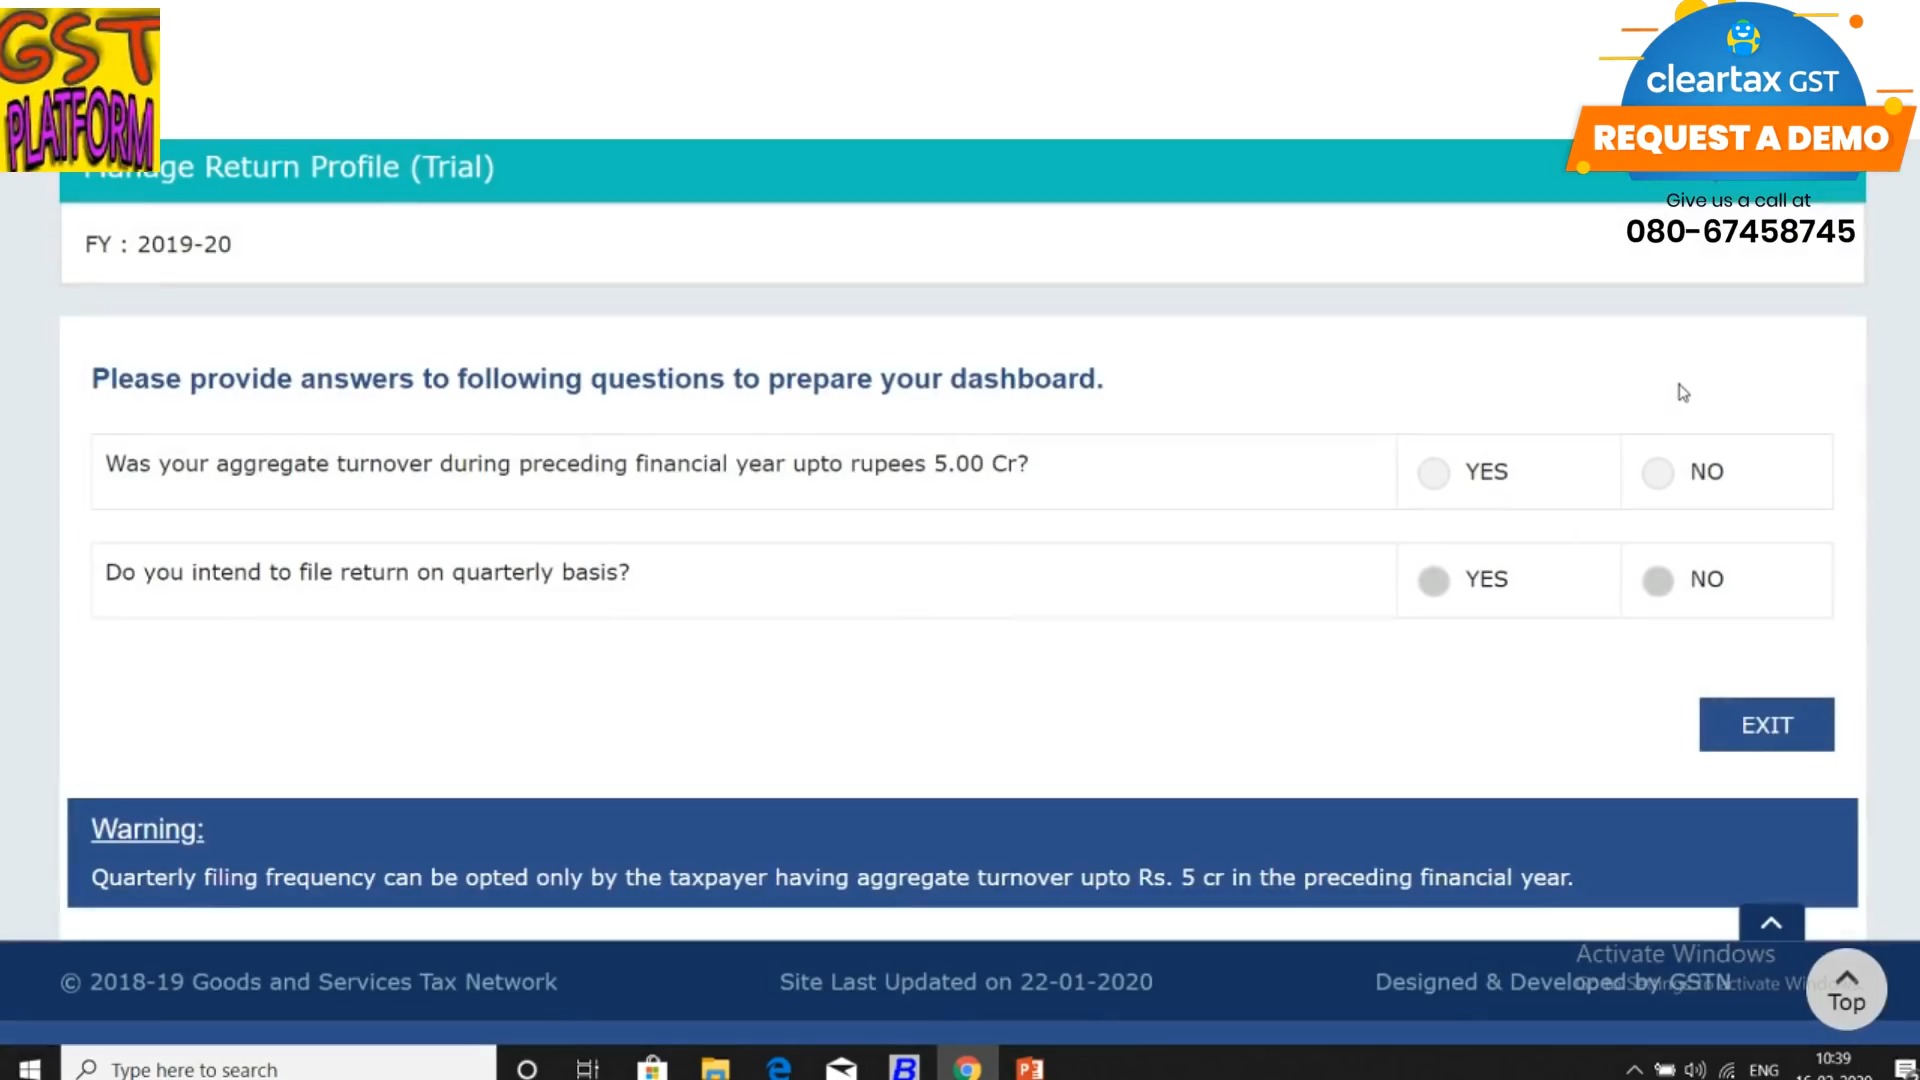 GST
PLATFORM
cleartax GST
REQUEST A DEMO
Give us a call at
080-67458745
Manage Return Profile (Trial)
FY : 2019-20
Please provide answers to following questions to prepare your dashboard.
Was your aggregate turnover during preceding financial year upto rupees 5.00 Cr?
YES
NO
Do you intend to file return on quarterly basis?
YES
NO
EXIT
Warning:
Quarterly filing frequency can be opted only by the taxpayer having aggregate turnover upto Rs. 5 cr in the preceding financial year.
Activate Windows
© 2018-19 Goods and Services Tax Network
Site Last Updated on 22-01-2020
Designed & Developed by GSTN
Top
Type here to search
ENG
10:39